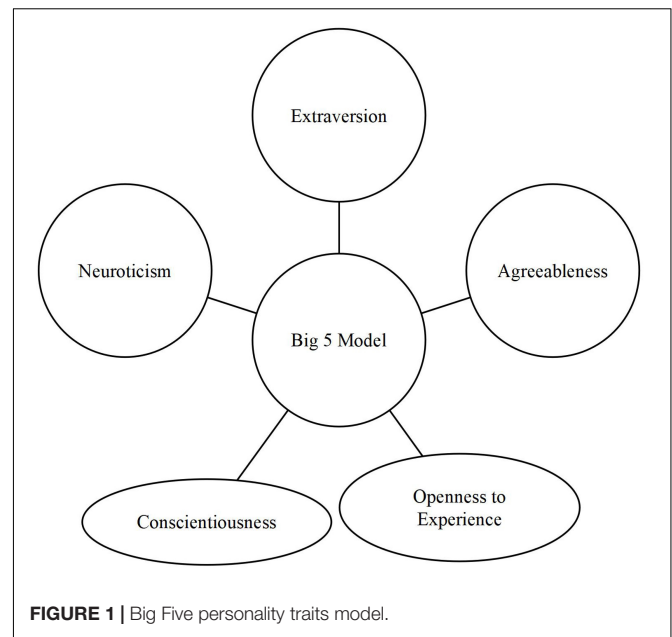 Extraversion
Neuroticism
Agreeableness
Big 5 Model
Conscientiousness
Openness to
Experience
FIGURE 1 | Big Five personality traits model.